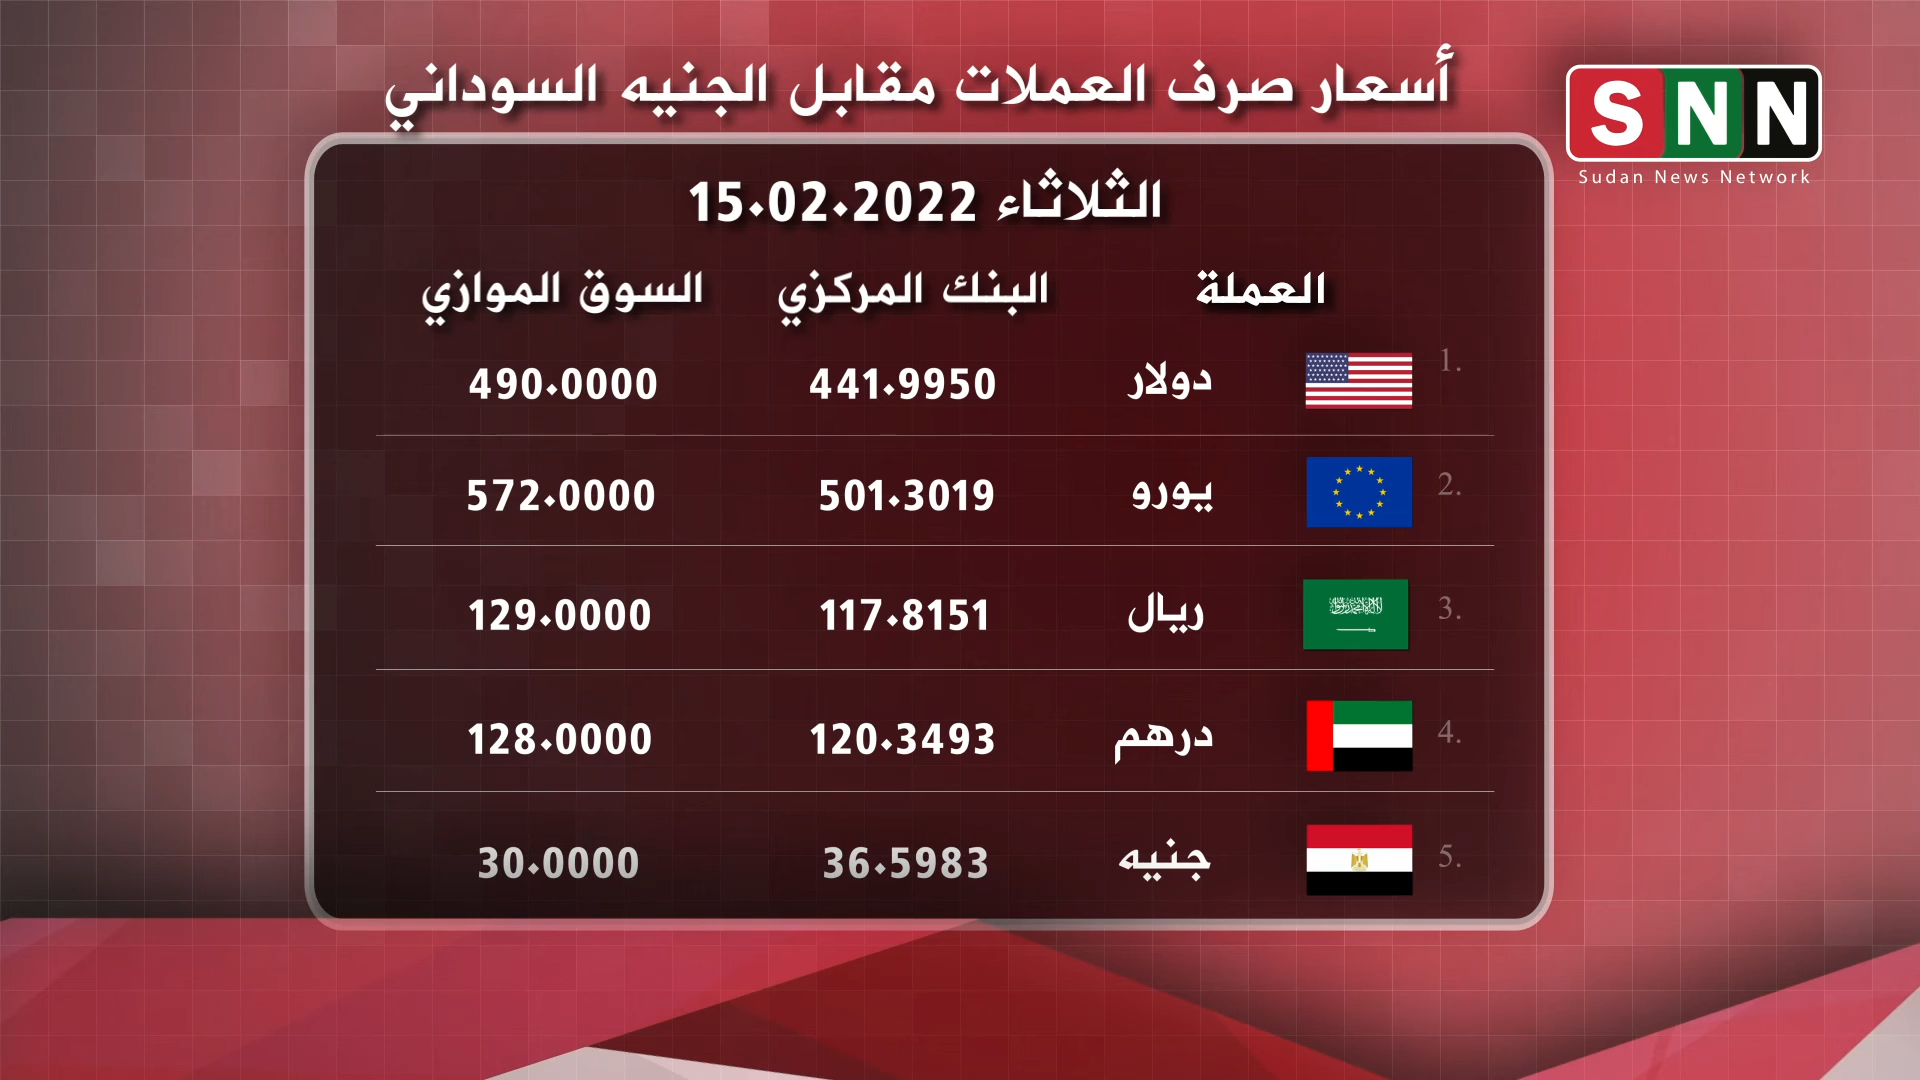 أسعار صرف العملات مقابل الجنيه السوداني
SNN
Sudan News Network
الثلاثاء 15.02.2022
العملة البنك المركزي السوق الموازي
1. دولار 441.9950 490.0000
2. يورو 501.3019 572.0000
3. ريال 117.8151 129.0000
4. درهم 120.3493 128.0000
5. جنيه 36.5983 30.0000